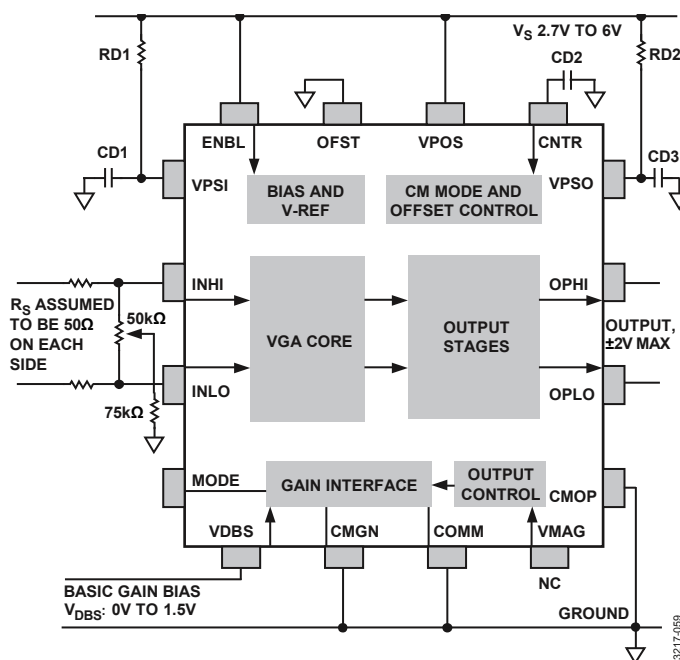 V_S 2.7V TO 6V
RD1
RD2
CD2
ENBL
OFST
VPOS
CNTR
CD1
CD3
VPSI
BIAS AND
V-REF
CM MODE AND
OFFSET CONTROL
VPSO
INHI
OPHI
R_S ASSUMED
TO BE 50Ω
ON EACH
SIDE
50kΩ
VGA CORE
OUTPUT
STAGES
OUTPUT,
±2V MAX
INLO
OPLO
75kΩ
MODE
GAIN INTERFACE
OUTPUT
CONTROL
CMOP
VDBS
CMGN
COMM
VMAG
NC
BASIC GAIN BIAS
V_DBS: 0V TO 1.5V
GROUND
3217-059